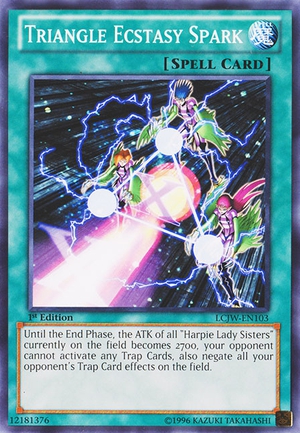 TRIANGLE ECSTASY SPARK
[SPELL CARD]
1st Edition
LCJW-EN103
Until the End Phase, the ATK of all "Harpie Lady Sisters"
currently on the field becomes 2700, your opponent
cannot activate any Trap Cards, also negate all your
opponent's Trap Card effects on the field.
12181376
©1996 KAZUKI TAKAHASHI